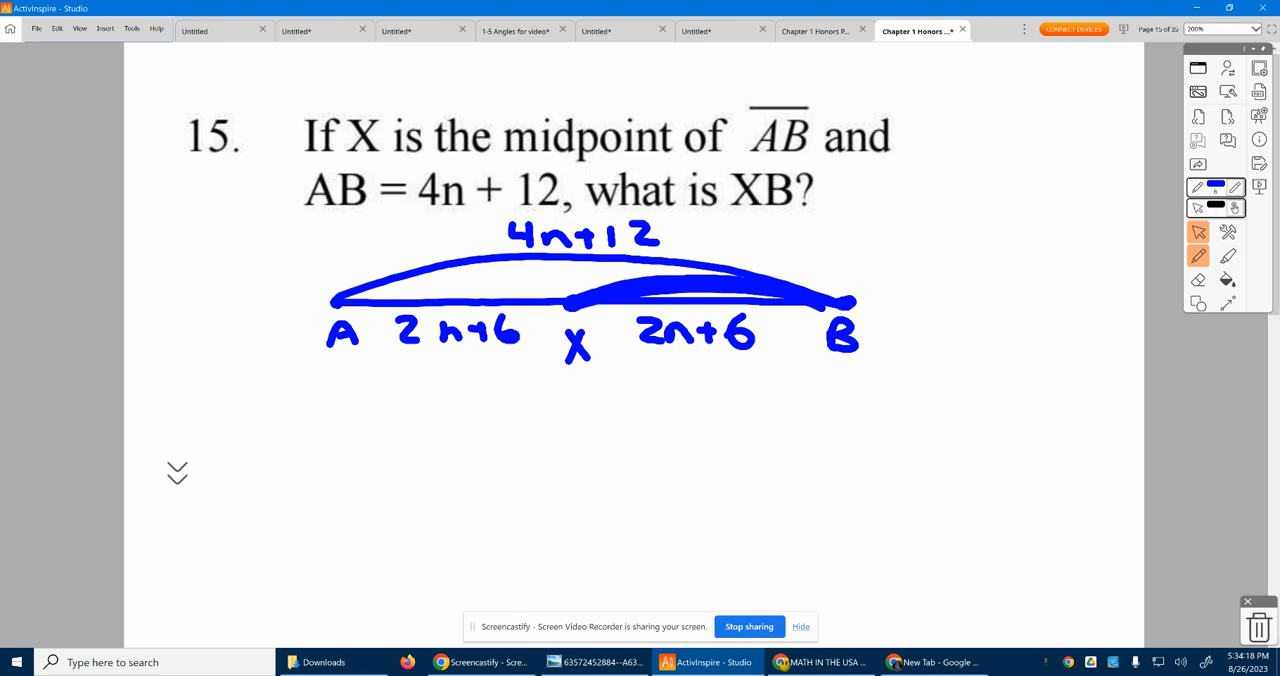 ActivInspire - Studio
File Edit View Insert Tools Help Untitled Untitled* Untitled* 1-5 Angles for video* Untitled* Untitled* Chapter 1 Honors P... Chapter 1 Honors ...* CONNECT DEVICES Page 15 of 35 200%
15. If X is the midpoint of AB and
AB = 4n + 12, what is XB?
4n+12
A 2n+6 X 2n+6 B
6
Screencastify - Screen Video Recorder is sharing your screen. Stop sharing Hide
Type here to search Downloads Screencastify - Scre... 63572452884--A63... ActivInspire - Studio MATH IN THE USA ... New Tab - Google ... 5:34:18 PM
8/26/2023